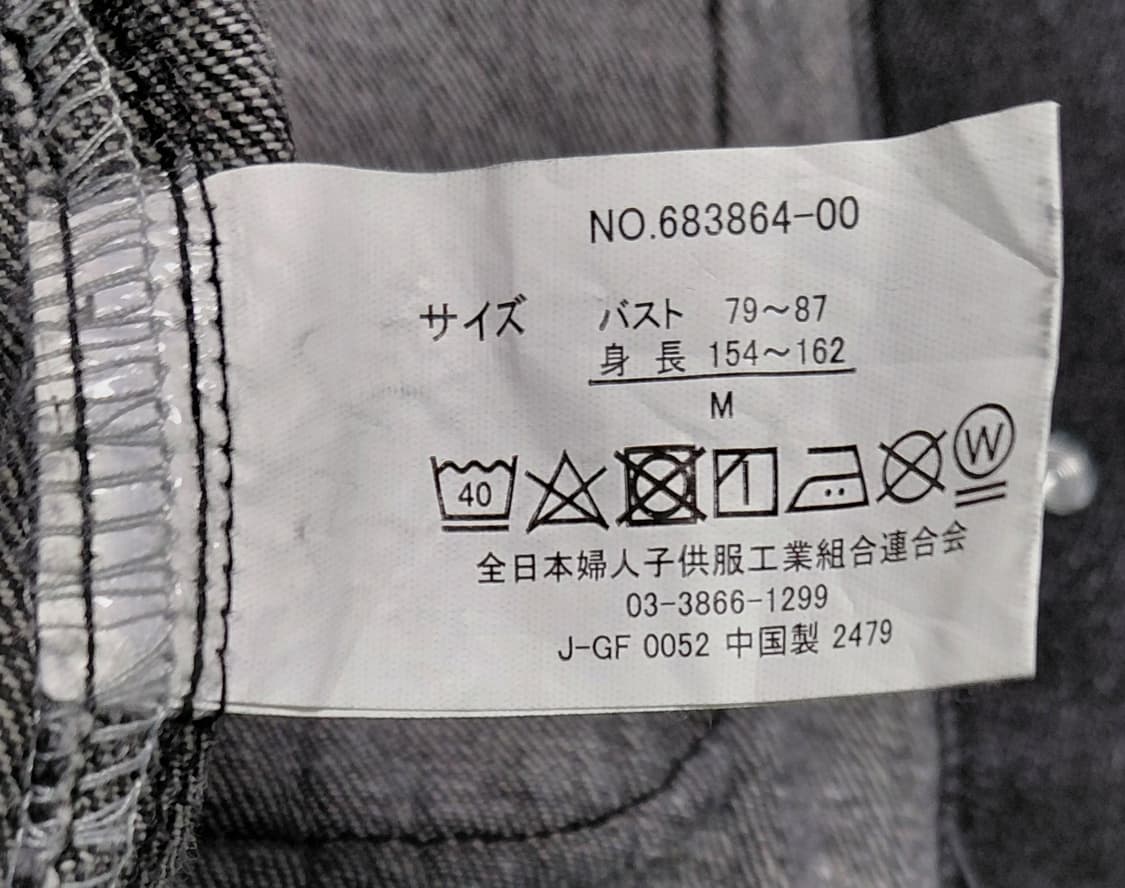 NO.683864-00
サイズ バスト 79～87
身長 154～162
M
40 W
全日本婦人子供服工業組合連合会
03-3866-1299
J-GF 0052 中国製 2479